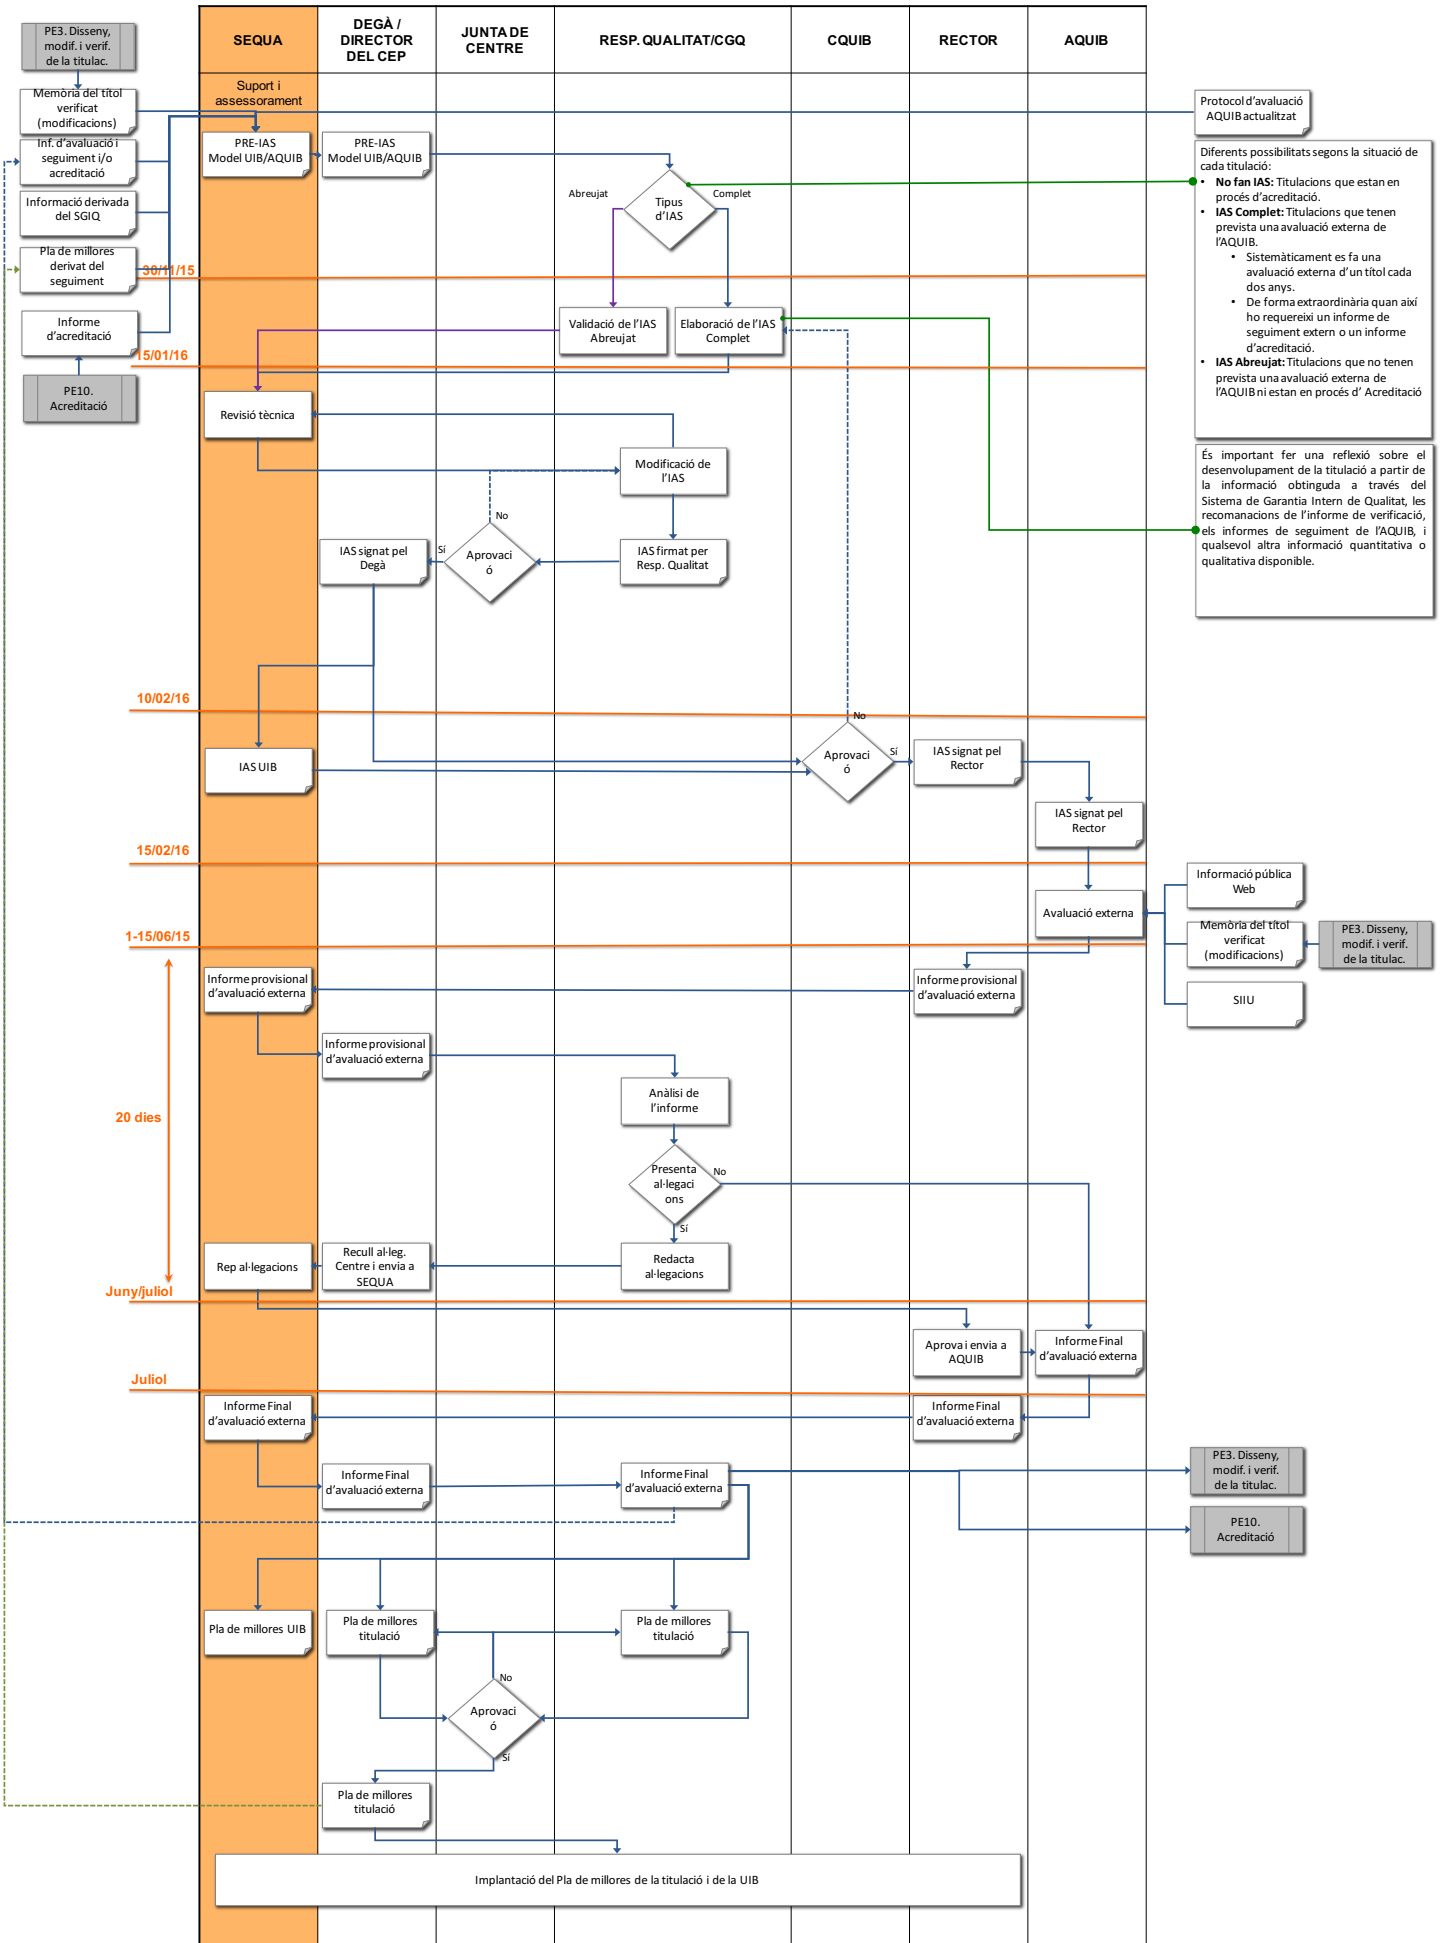 PE3. Disseny,
modif. i verif.
de la titulac.
SEQUA
DEGÀ /
DIRECTOR
DEL CEP
JUNTA DE
CENTRE
RESP. QUALITAT/CGQ
CQUIB
RECTOR
AQUIB
Suport i
assessorament
Memòria del títol
verificat
(modificacions)
Inf. d'avaluació i
seguiment i/o
acreditació
Informació derivada
del SGIQ
Pla de millores
derivat del
seguiment
Informe
d'acreditació
PE10.
Acreditació
PRE-IAS
Model UIB/AQUIB
PRE-IAS
Model UIB/AQUIB
Abreujat
Tipus
d'IAS
Complet
Protocol d'avaluació
AQUIB actualitzat
Diferents possibilitats segons la situació de
cada titulació:
• No fan IAS: Titulacions que estan en
procés d'acreditació.
• IAS Complet: Titulacions que tenen
prevista una avaluació externa de
l'AQUIB.
• Sistemàticament es fa una
avaluació externa d'un títol cada
dos anys.
• De forma extraordinària quan així
ho requereixi un informe de
seguiment extern o un informe
d'acreditació.
• IAS Abreujat: Titulacions que no tenen
prevista una avaluació externa de
l'AQUIB ni estan en procés d' Acreditació
30/11/15
Validació de l'IAS
Abreujat
Elaboració de l'IAS
Complet
15/01/16
Revisió tècnica
Modificació de
l'IAS
És important fer una reflexió sobre el
desenvolupament de la titulació a partir de
la informació obtinguda a través del
Sistema de Garantia Intern de Qualitat, les
recomanacions de l'informe de verificació,
els informes de seguiment de l'AQUIB, i
qualsevol altra informació quantitativa o
qualitativa disponible.
No
IAS signat pel
Degà
Sí
Aprovaci
ó
IAS firmat per
Resp. Qualitat
10/02/16
No
IAS UIB
Aprovaci
ó
Sí
IAS signat pel
Rector
IAS signat pel
Rector
15/02/16
Avaluació externa
Informació pública
Web
Memòria del títol
verificat
(modificacions)
PE3. Disseny,
modif. i verif.
de la titulac.
SIIU
1-15/06/15
Informe provisional
d'avaluació externa
Informe provisional
d'avaluació externa
Informe provisional
d'avaluació externa
Anàlisi de
l'informe
20 dies
Presenta
al·legaci
ons
No
Sí
Rep al·legacions
Recull al·leg.
Centre i envia a
SEQUA
Redacta
al·legacions
Juny/juliol
Aprova i envia a
AQUIB
Informe Final
d'avaluació externa
Juliol
Informe Final
d'avaluació externa
Informe Final
d'avaluació externa
Informe Final
d'avaluació externa
Informe Final
d'avaluació externa
PE3. Disseny,
modif. i verif.
de la titulac.
PE10.
Acreditació
Pla de millores UIB
Pla de millores
titulació
Pla de millores
titulació
No
Aprovaci
ó
Sí
Pla de millores
titulació
Implantació del Pla de millores de la titulació i de la UIB